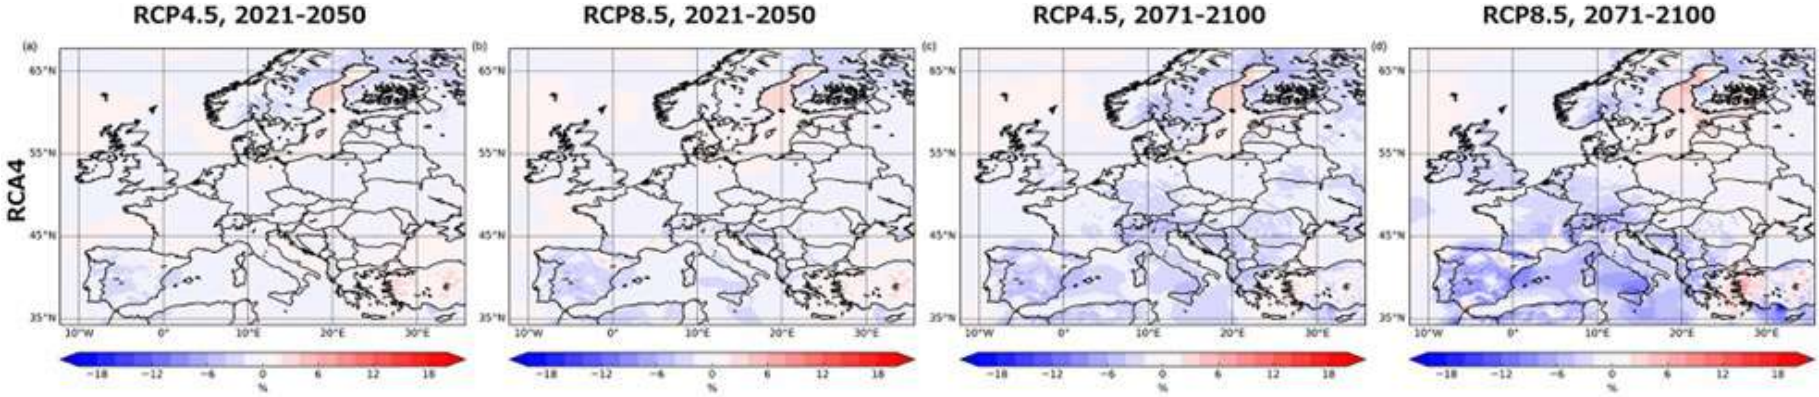 RCP4.5, 2021-2050
RCP8.5, 2021-2050
RCP4.5, 2071-2100
RCP8.5, 2071-2100
RCA4
(a)
65°N
55°N
45°N
35°N
10°W 0° 10°E 20°E 30°E
−18 −12 −6 0 6 12 18
%
(b)
65°N
55°N
45°N
35°N
10°W 0° 10°E 20°E 30°E
−18 −12 −6 0 6 12 18
%
(c)
65°N
55°N
45°N
35°N
10°W 0° 10°E 20°E 30°E
−18 −12 −6 0 6 12 18
%
(d)
65°N
55°N
45°N
35°N
10°W 0° 10°E 20°E 30°E
−18 −12 −6 0 6 12 18
%